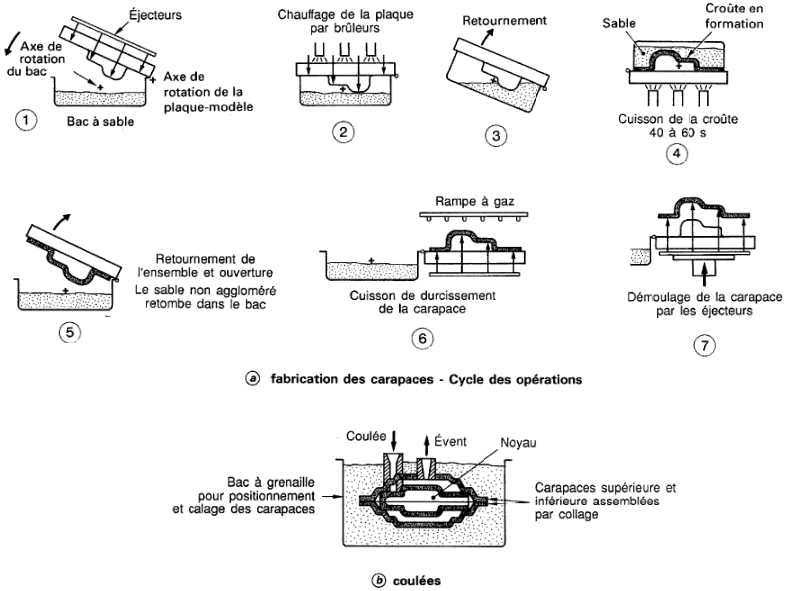 Éjecteurs
Axe de
rotation
du bac
Axe de
rotation de la
plaque-modèle
Bac à sable
1
Chauffage de la plaque
par brûleurs
2
Retournement
3
Sable
Croûte en
formation
Cuisson de la croûte
40 à 60 s
4
Retournement de
l'ensemble et ouverture
Le sable non aggloméré
retombe dans le bac
5
Rampe à gaz
Cuisson de durcissement
de la carapace
6
Démoulage de la carapace
par les éjecteurs
7
a fabrication des carapaces - Cycle des opérations
Coulée
Évent
Noyau
Bac à grenaille
pour positionnement
et calage des carapaces
Carapaces supérieure et
inférieure assemblées
par collage
b coulées